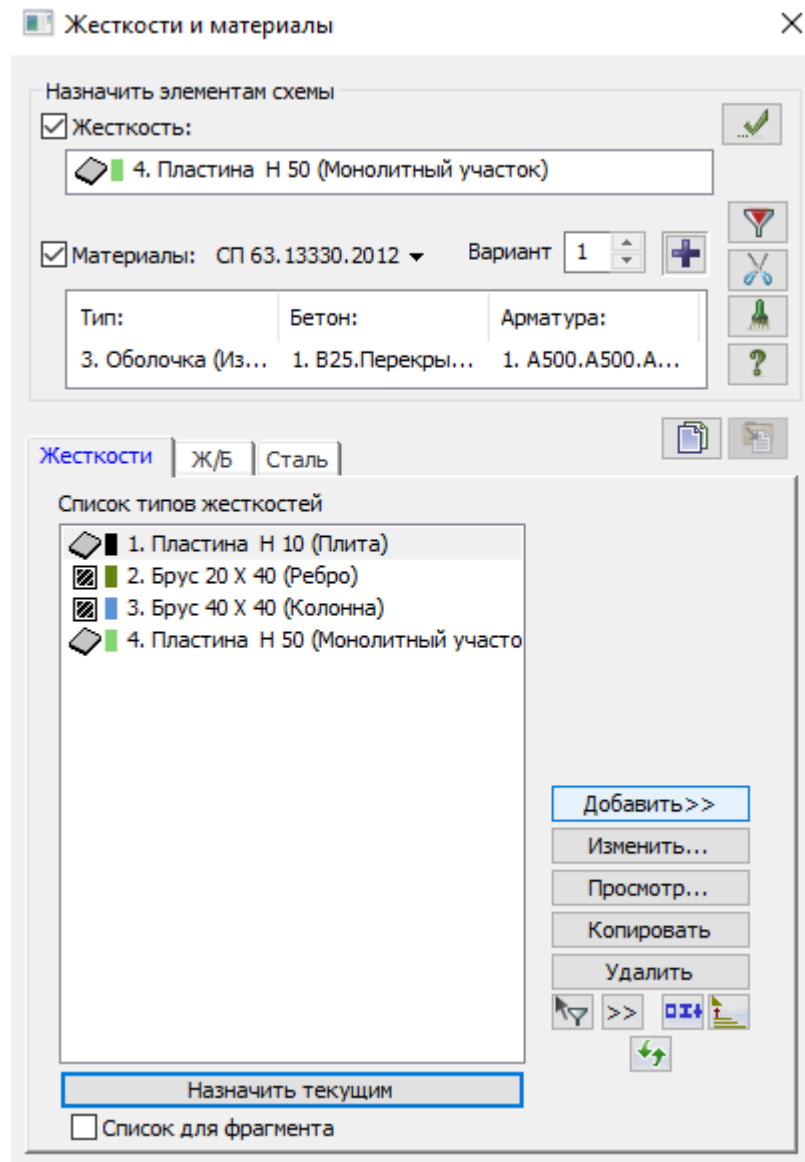 Жесткости и материалы
Назначить элементам схемы
Жесткость:
4. Пластина H 50 (Монолитный участок)
Материалы: СП 63.13330.2012 Вариант 1
Тип: Бетон: Арматура:
3. Оболочка (Из... 1. B25.Перекры... 1. A500.A500.A...
Жесткости Ж/Б Сталь
Список типов жесткостей
1. Пластина H 10 (Плита)
2. Брус 20 X 40 (Ребро)
3. Брус 40 X 40 (Колонна)
4. Пластина H 50 (Монолитный участо
Добавить>>
Изменить...
Просмотр...
Копировать
Удалить
>>
Назначить текущим
Список для фрагмента